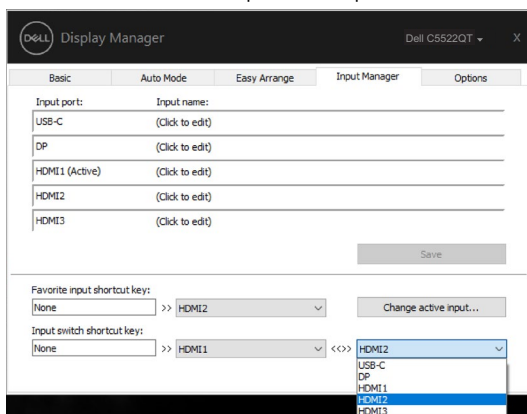 DELL Display Manager Dell C5522QT X
Basic Auto Mode Easy Arrange Input Manager Options
Input port: Input name:
USB-C (Click to edit)
DP (Click to edit)
HDMI1 (Active) (Click to edit)
HDMI2 (Click to edit)
HDMI3 (Click to edit)
Save
Favorite input shortcut key:
None >> HDMI2 Change active input...
Input switch shortcut key:
None >> HDMI1 <<>> HDMI2
USB-C
DP
HDMI1
HDMI2
HDMI3